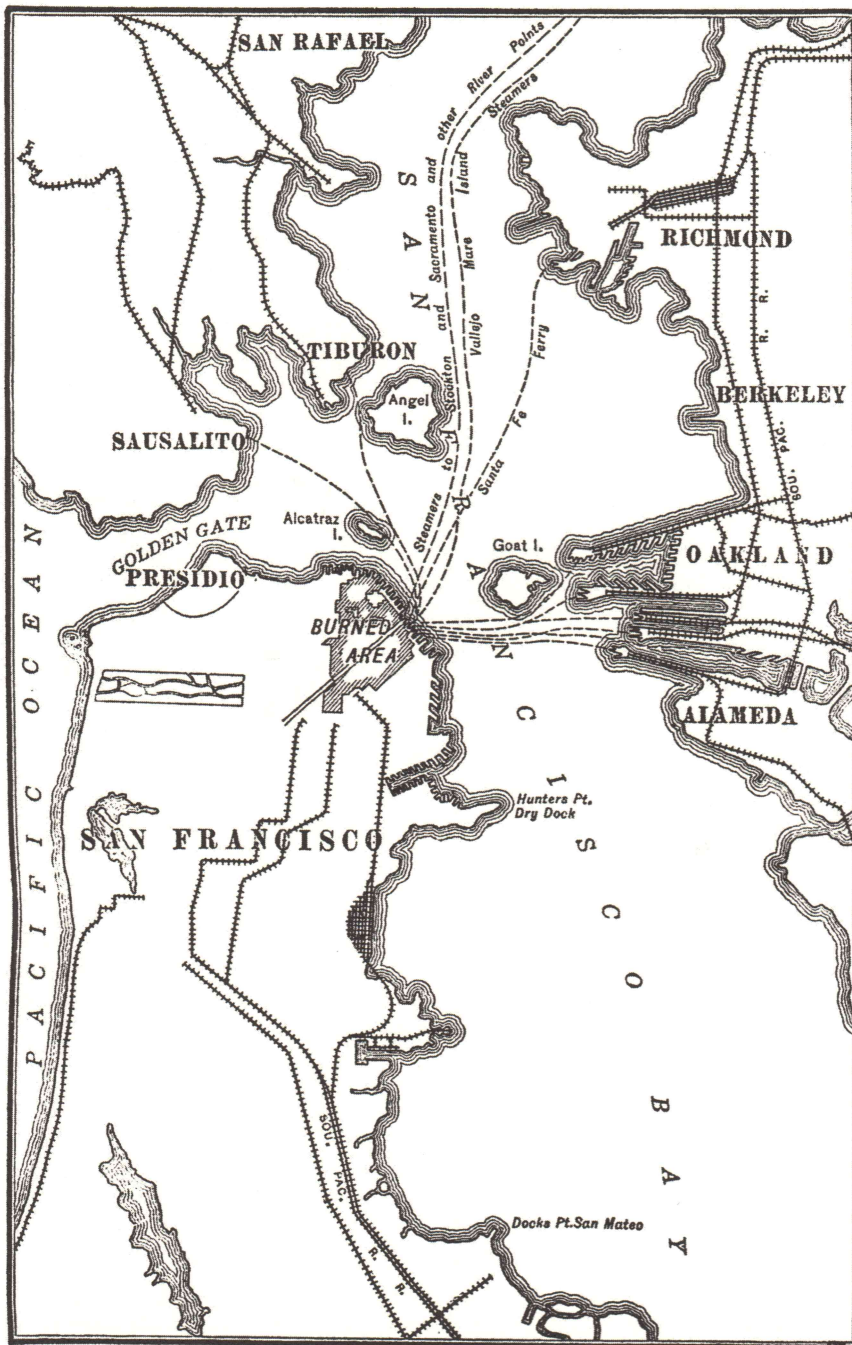 SAN RAFAEL
Steamers to Stockton and Sacramento and other River Points
Vallejo Mare Island Steamers
RICHMOND
R. R.
TIBURON
Angel
I.
Santa Fe Ferry
BERKELEY
SAUSALITO
SOU. PAC.
Alcatraz
I.
Goat I.
GOLDEN GATE
PRESIDIO
OAKLAND
BURNED
AREA
ALAMEDA
Hunters Pt.
Dry Dock
SAN FRANCISCO
PACIFIC OCEAN
SAN FRANCISCO BAY
SOU. PAC. R. R.
Docks Pt. San Mateo